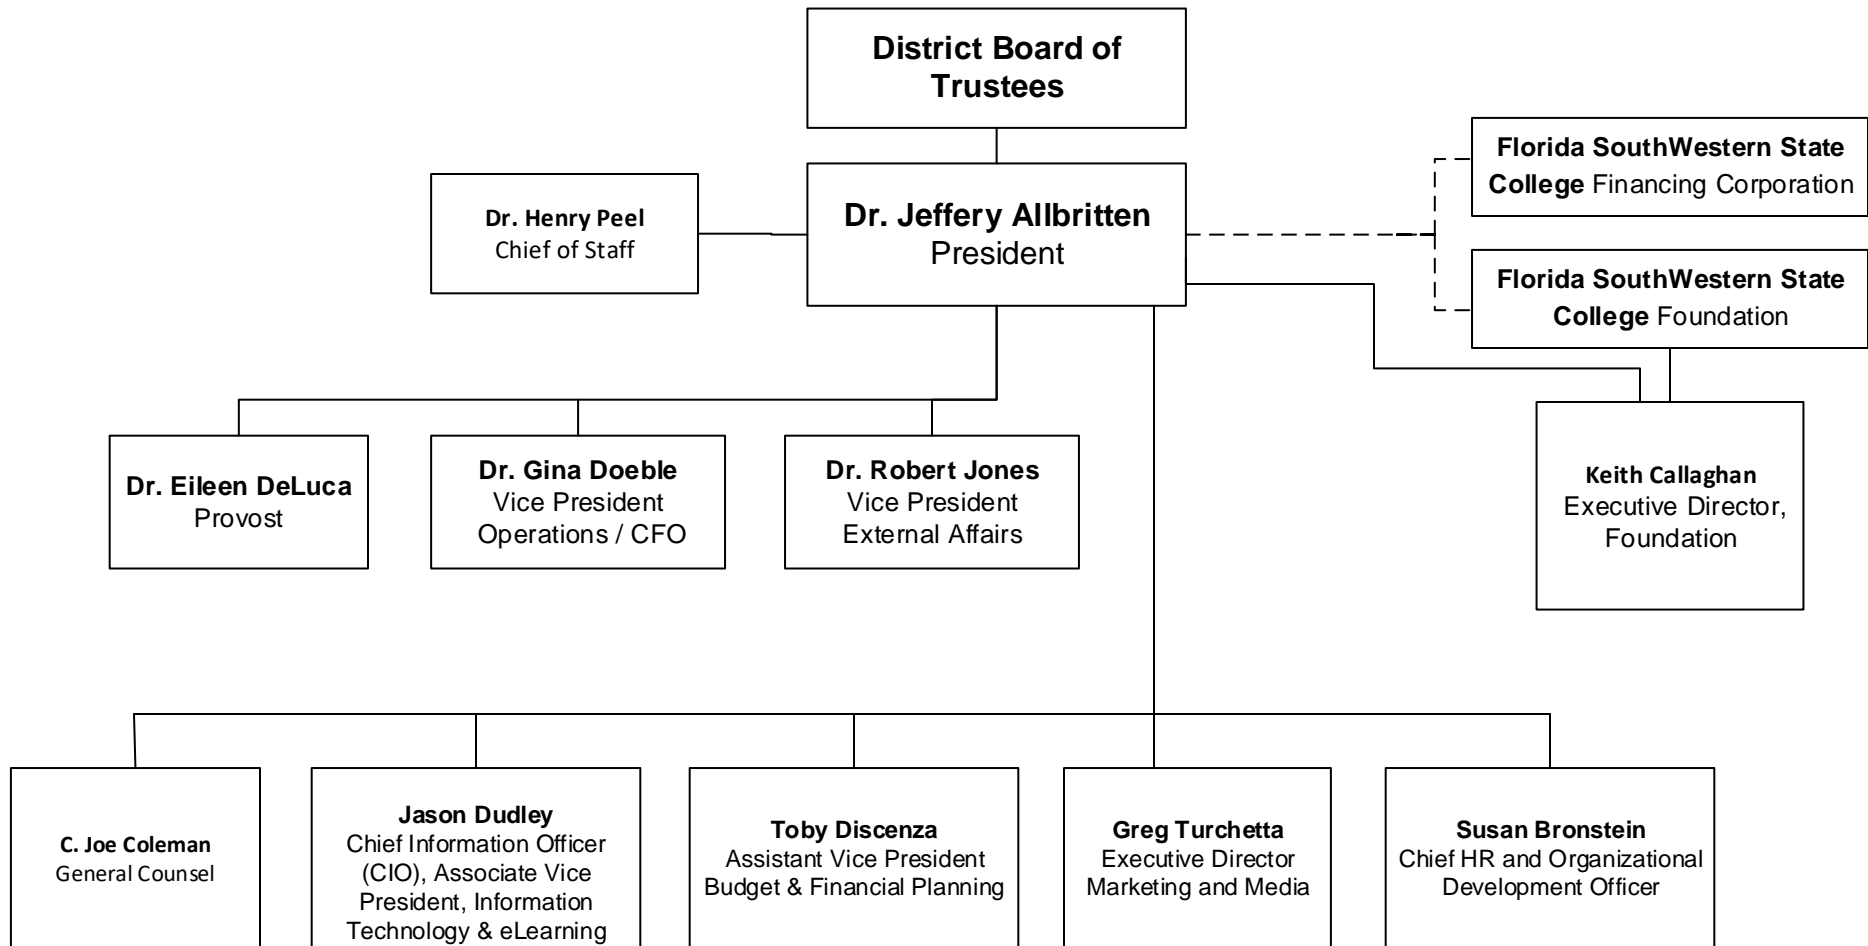 District Board of
Trustees
Florida SouthWestern State
College Financing Corporation
Dr. Henry Peel
Chief of Staff
Dr. Jeffery Allbritten
President
Florida SouthWestern State
College Foundation
Dr. Eileen DeLuca
Provost
Dr. Gina Doeble
Vice President
Operations / CFO
Dr. Robert Jones
Vice President
External Affairs
Keith Callaghan
Executive Director,
Foundation
C. Joe Coleman
General Counsel
Jason Dudley
Chief Information Officer
(CIO), Associate Vice
President, Information
Technology & eLearning
Toby Discenza
Assistant Vice President
Budget & Financial Planning
Greg Turchetta
Executive Director
Marketing and Media
Susan Bronstein
Chief HR and Organizational
Development Officer